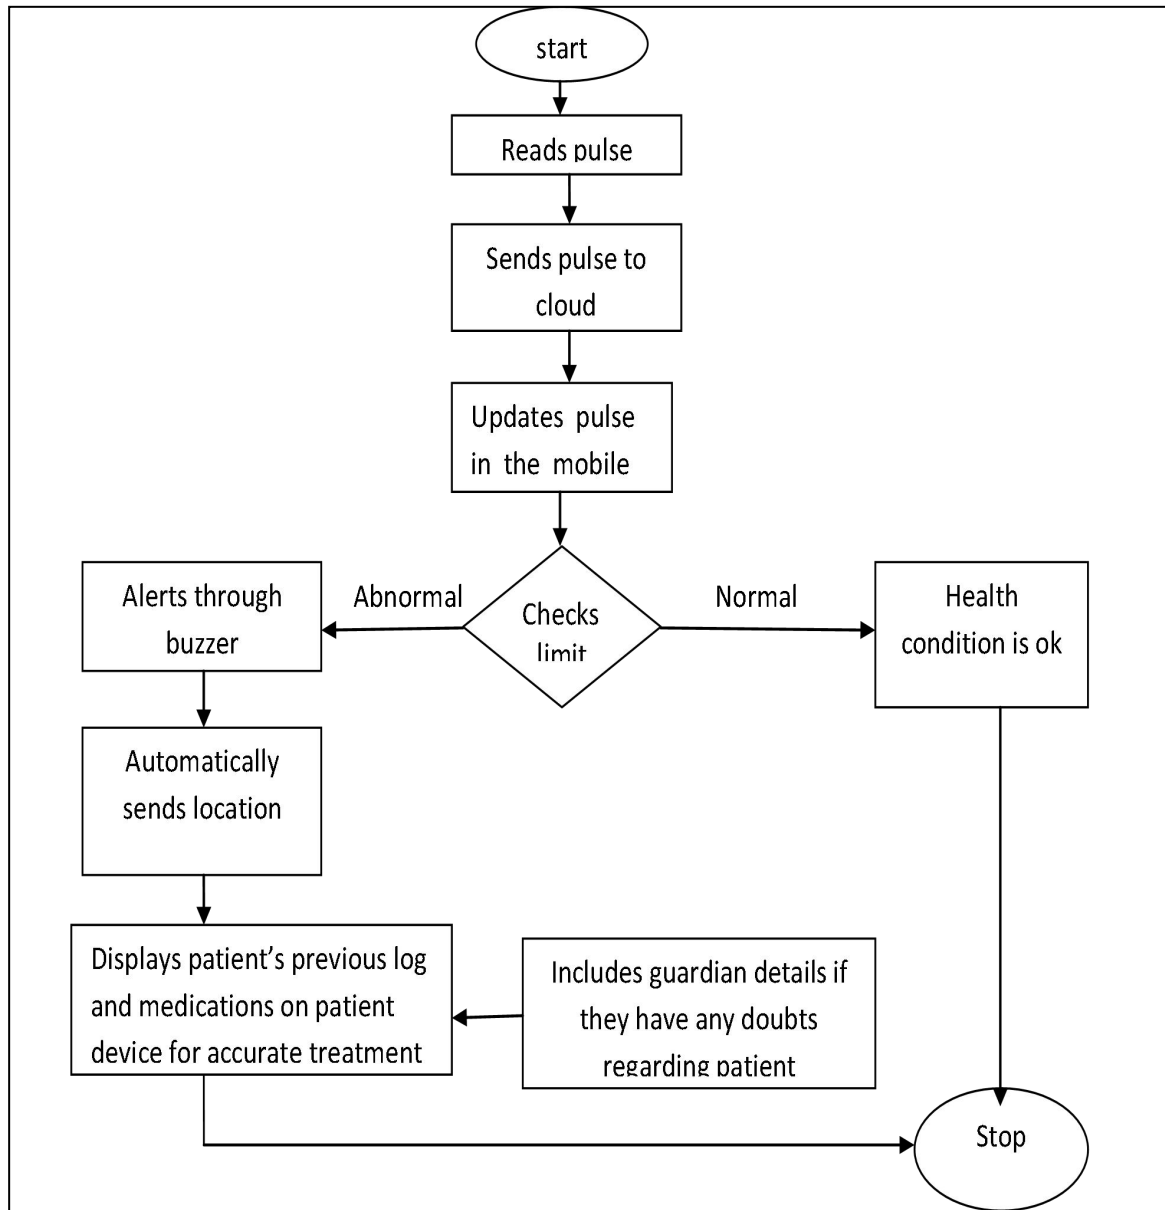 start
Reads pulse
Sends pulse to
cloud
Updates pulse
in the mobile
Abnormal
Checks
limit
Normal
Alerts through
buzzer
Health
condition is ok
Automatically
sends location
Displays patient’s previous log
and medications on patient
device for accurate treatment
Includes guardian details if
they have any doubts
regarding patient
Stop